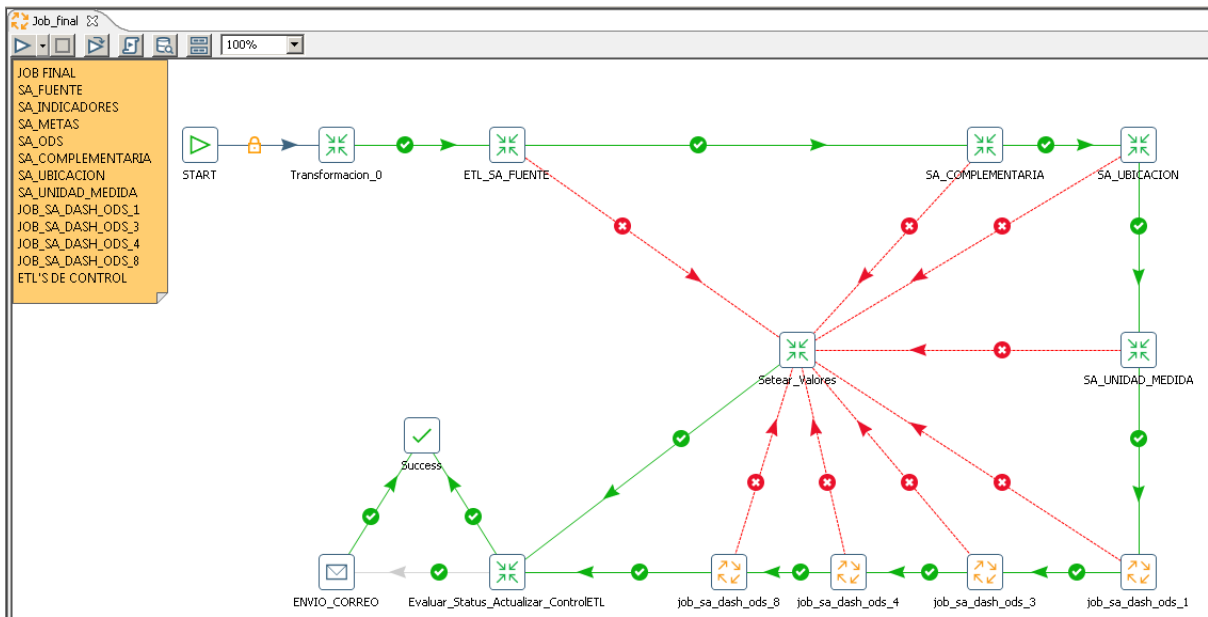 Job_final
100%
JOB FINAL
SA_FUENTE
SA_INDICADORES
SA_METAS
SA_ODS
SA_COMPLEMENTARIA
SA_UBICACION
SA_UNIDAD_MEDIDA
JOB_SA_DASH_ODS_1
JOB_SA_DASH_ODS_3
JOB_SA_DASH_ODS_4
JOB_SA_DASH_ODS_8
ETL'S DE CONTROL
START
Transformacion_0
ETL_SA_FUENTE
SA_COMPLEMENTARIA
SA_UBICACION
Setear_Valores
SA_UNIDAD_MEDIDA
Success
ENVIO_CORREO
Evaluar_Status_Actualizar_ControlETL
job_sa_dash_ods_8
job_sa_dash_ods_4
job_sa_dash_ods_3
job_sa_dash_ods_1